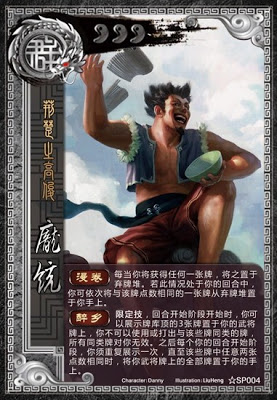 群
荆楚之高俊
庞统
漫卷 每当你将获得任何一张牌，将之置于
弃牌堆。若此情况处于你的回合中，
你可依次将与该牌点数相同的一张牌从弃牌堆置
于你手上。
醉乡 限定技，回合开始阶段开始时，你可
以展示牌库顶的3张牌置于你的武将
牌上，你不可以使用或打出与该些牌同类的牌，
所有同类牌对你无效。之后每个你的回合开始阶
段，你须重复展示一次，直至该些牌中任意两张
点数相同时，将你武将牌上的全部置于你的手
上。
Character:Danny Illustration:LiuHeng ☆SP004